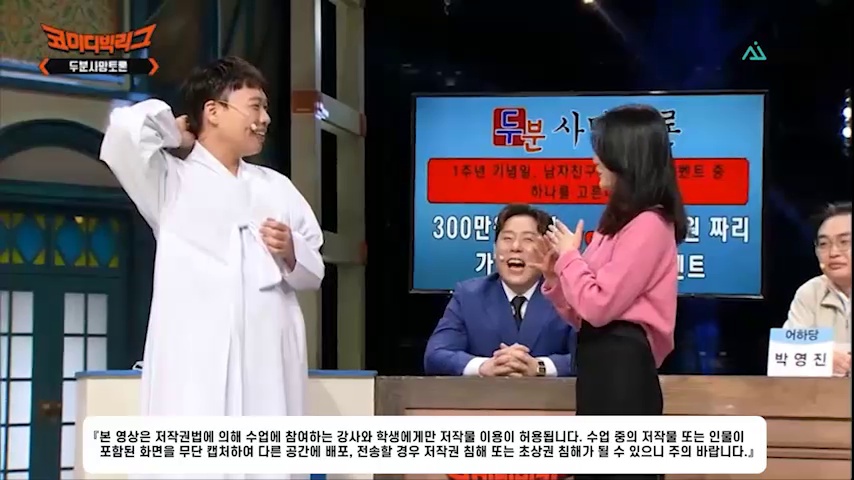 코미디빅리그
두분사망토론
두분 사
1주년 기념일, 남자친구
벤트 중
하나를 고른
300만
원 짜리
벤트
어하당
박영진
『본 영상은 저작권법에 의해 수업에 참여하는 강사와 학생에게만 저작물 이용이 허용됩니다. 수업 중의 저작물 또는 인물이
포함된 화면을 무단 캡처하여 다른 공간에 배포, 전송할 경우 저작권 침해 또는 초상권 침해가 될 수 있으니 주의 바랍니다.』